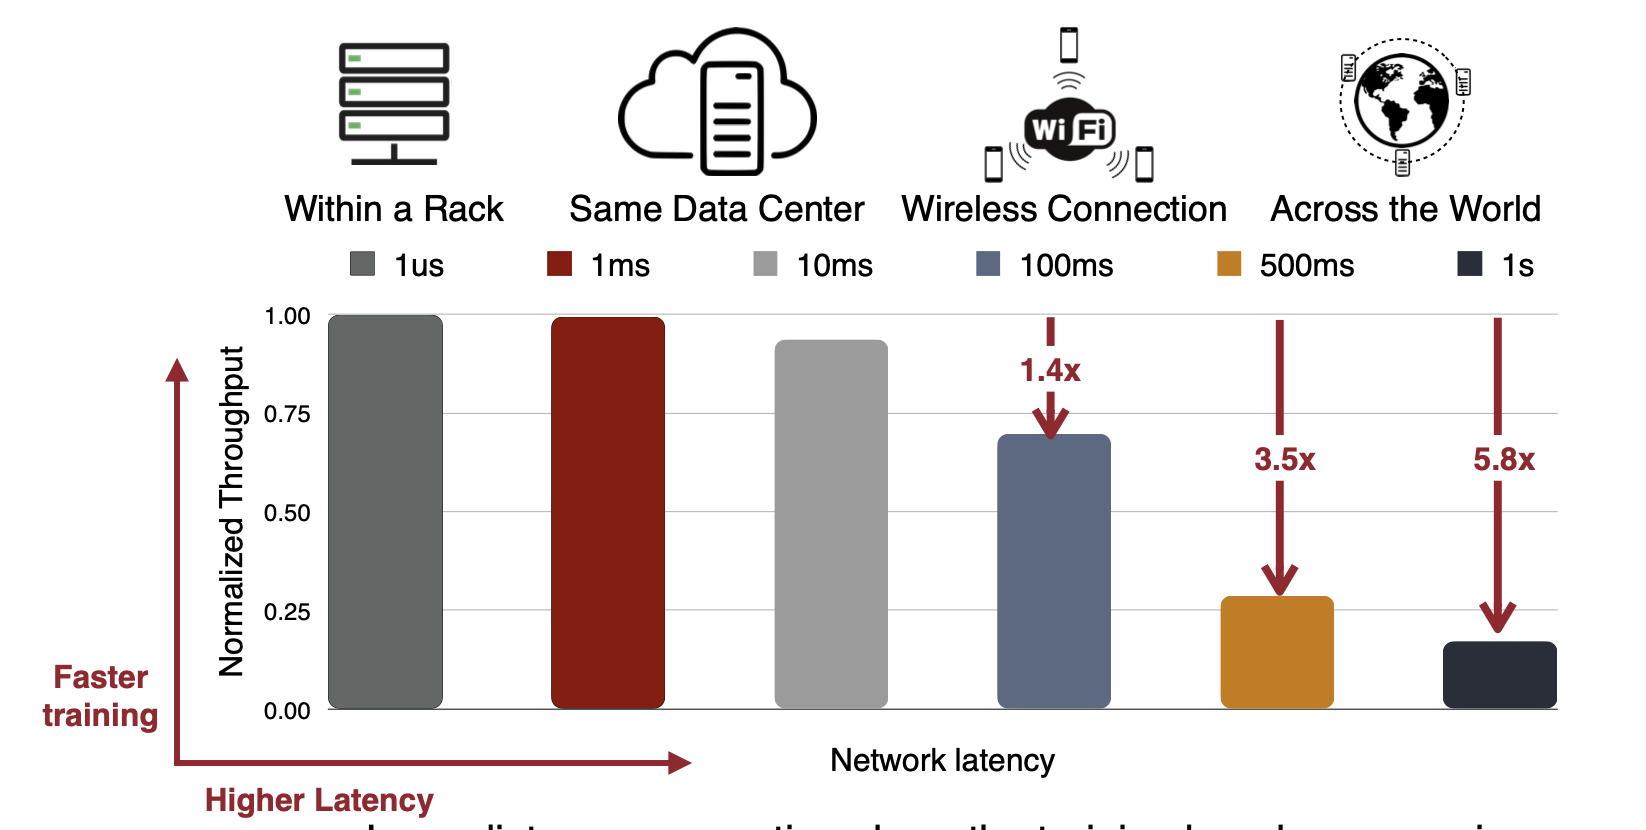 Wi Fi
Within a Rack
Same Data Center
Wireless Connection
Across the World
1us
1ms
10ms
100ms
500ms
1s
1.00
0.75
0.50
0.25
0.00
Normalized Throughput
1.4x
3.5x
5.8x
Faster
training
Network latency
Higher Latency